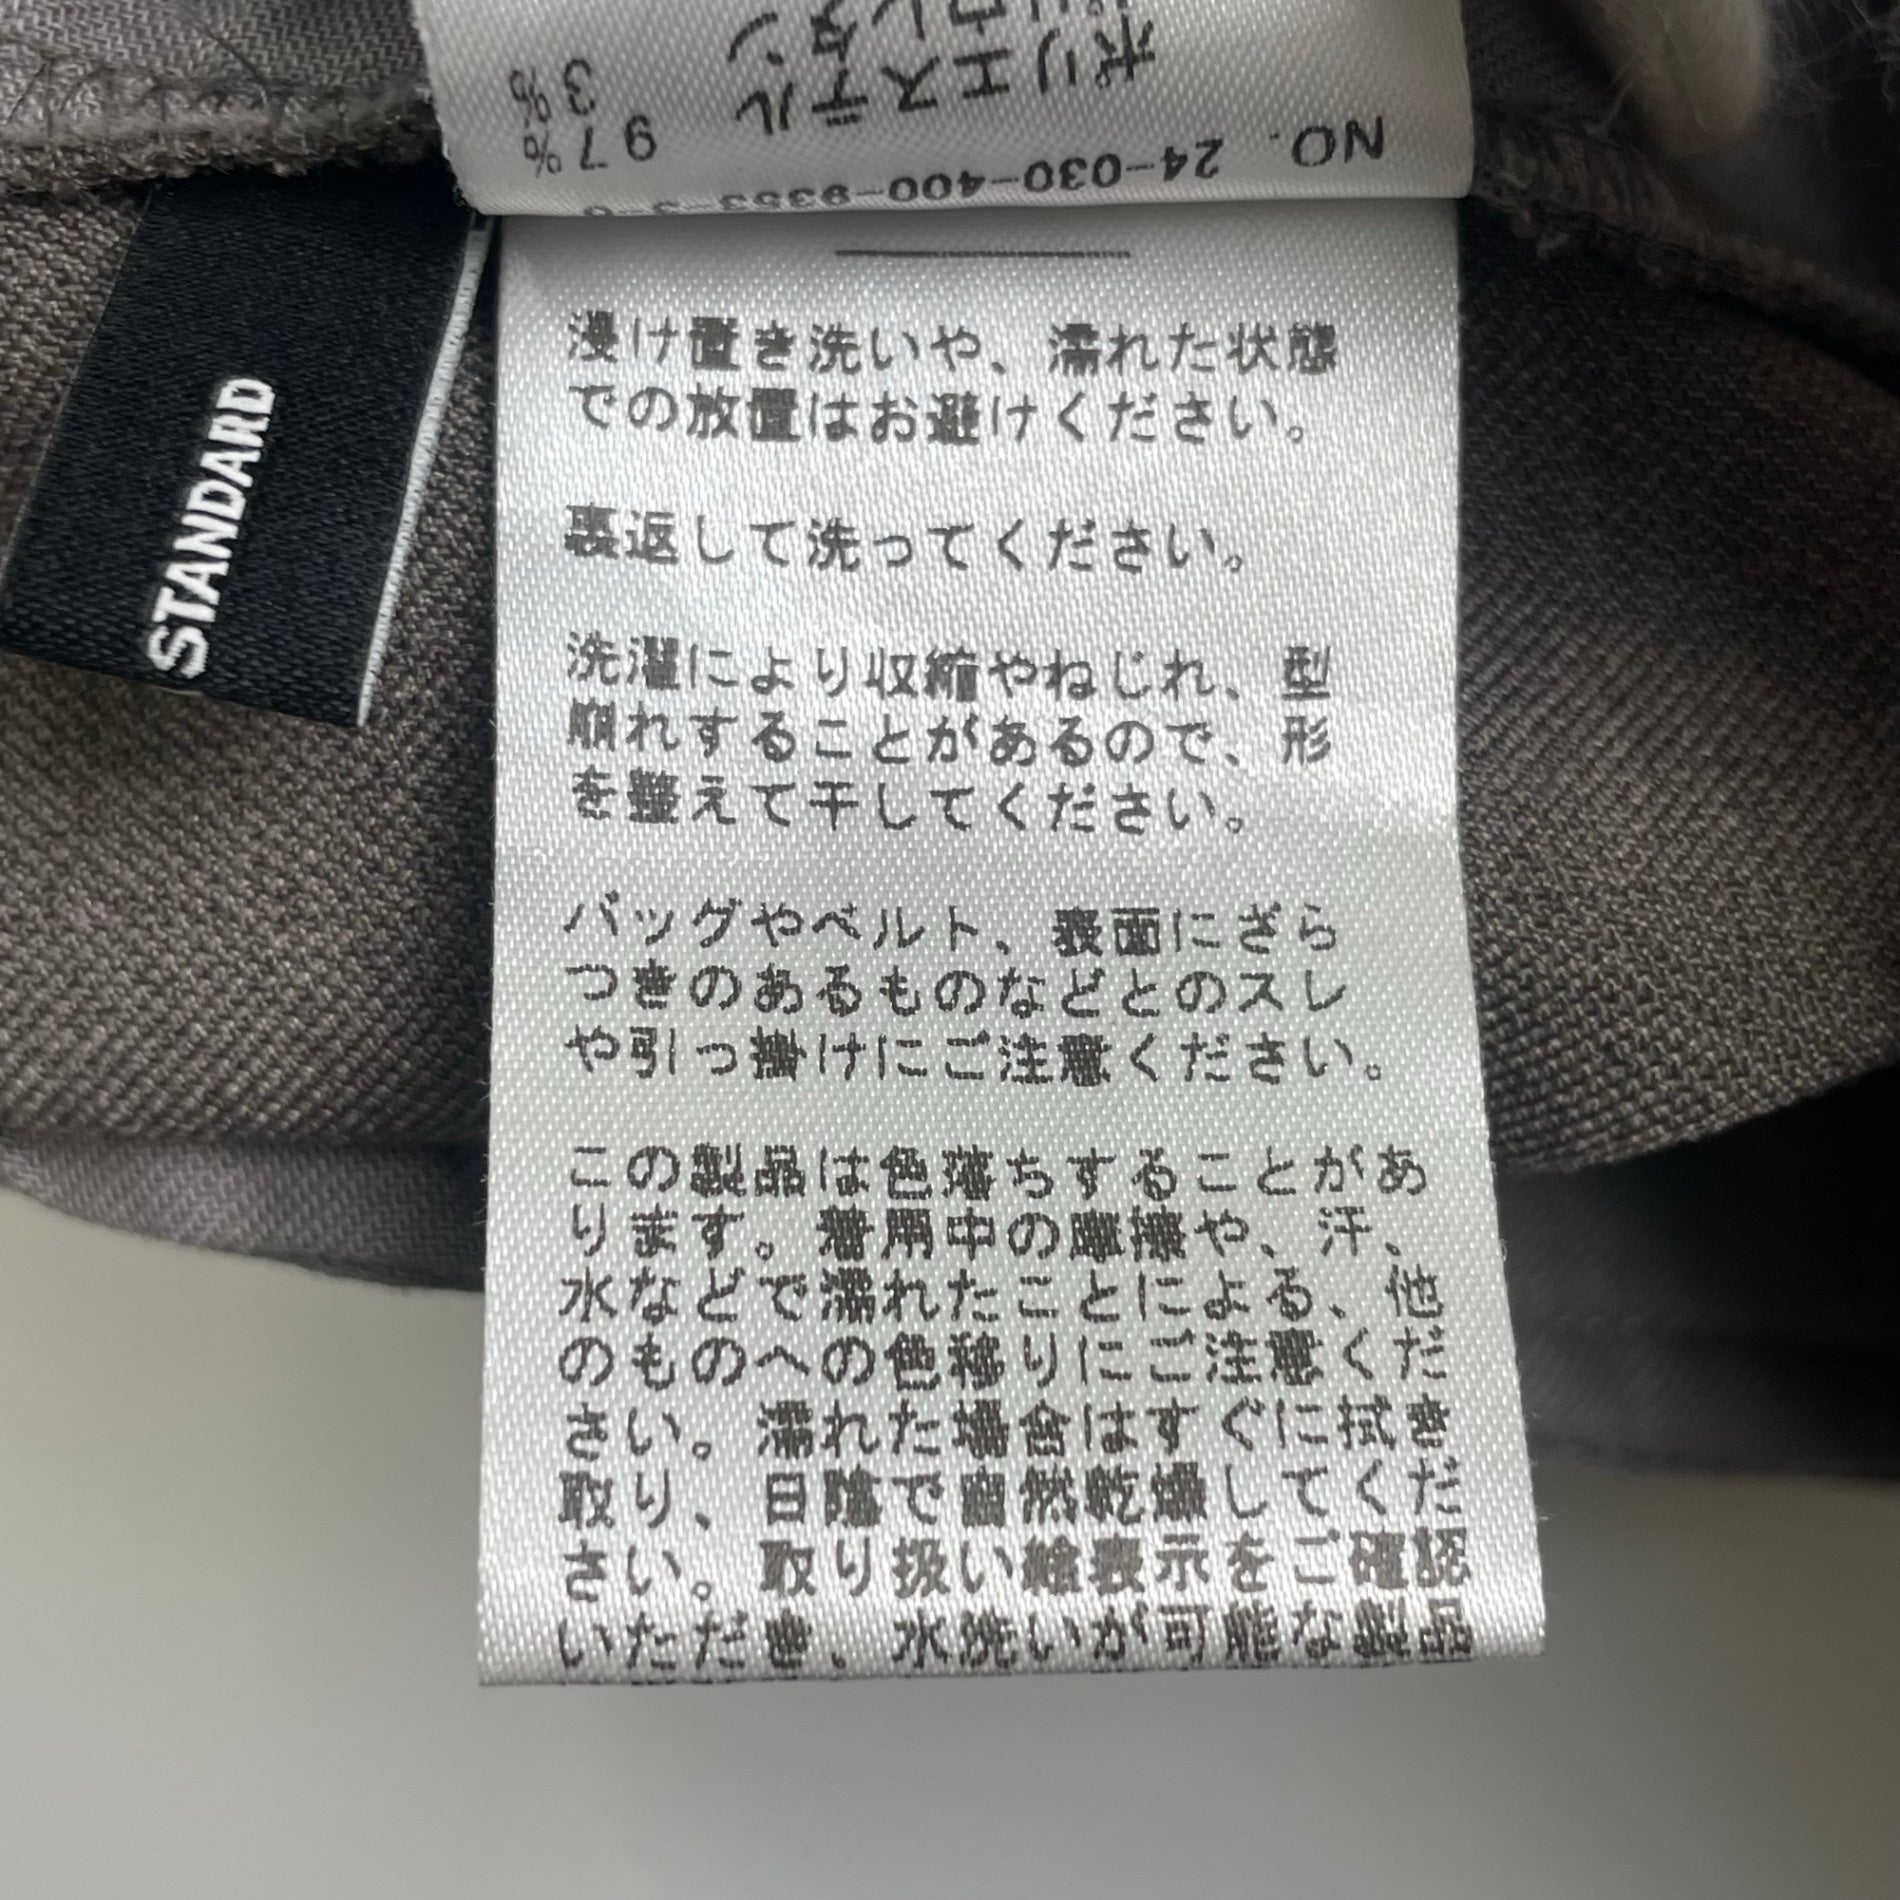 NO. 24-030-400-9353-3-0
ポリエステル 97%
ポリウレタン 3%
STANDARD
浸け置き洗いや、濡れた状態
での放置はお避けください。
裏返して洗ってください。
洗濯により収縮やねじれ、型
崩れすることがあるので、形
を整えて干してください。
バッグやベルト、表面にざら
つきのあるものなどとのスレ
や引っ掛けにご注意ください。
この製品は色落ちすることがあ
ります。着用中の摩擦や、汗、
水などで濡れたことによる、他
のものへの色移りにご注意くだ
さい。濡れた場合はすぐに拭き
取り、日陰で自然乾燥してくだ
さい。取り扱い絵表示をご確認
いただき、水洗いが可能な製品